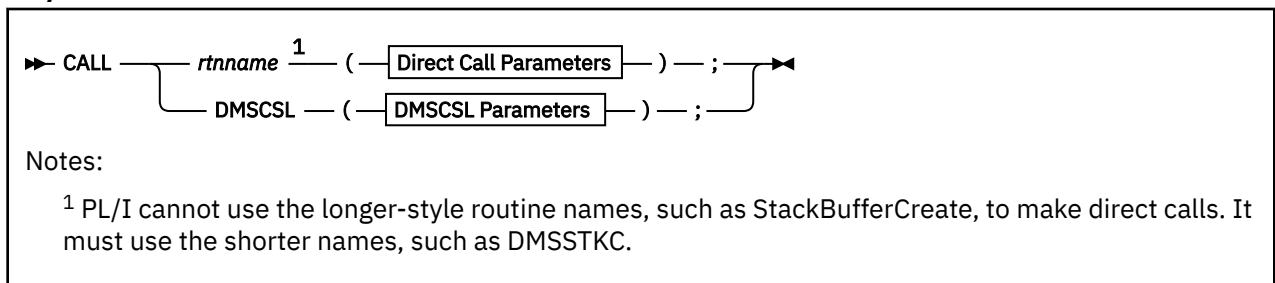 CALL rtnname 1 ( Direct Call Parameters ) ;
DMSCSL ( DMSCSL Parameters ) ;
Notes:
1 PL/I cannot use the longer-style routine names, such as StackBufferCreate, to make direct calls. It
must use the shorter names, such as DMSSTKC.